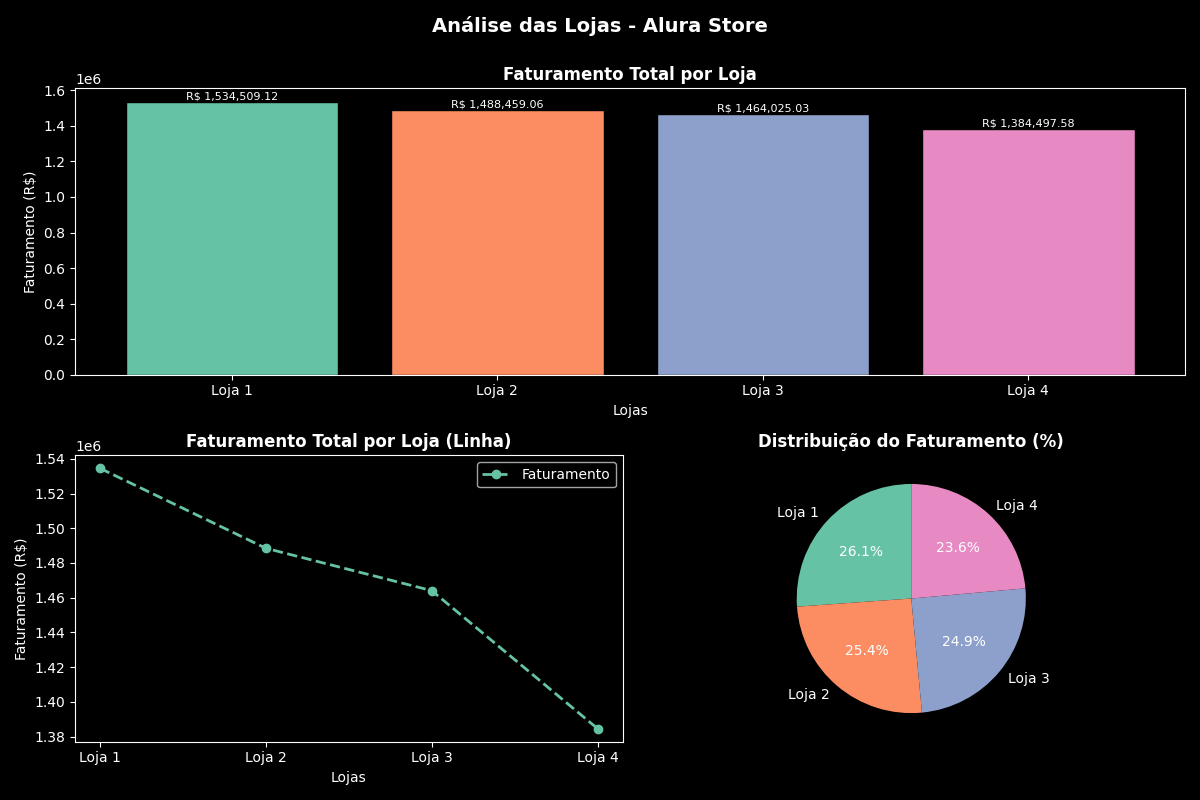 Análise das Lojas - Alura Store
Faturamento Total por Loja
1e6
1.6
1.4
1.2
1.0
0.8
0.6
0.4
0.2
0.0
Faturamento (R$)
R$ 1,534,509.12
R$ 1,488,459.06
R$ 1,464,025.03
R$ 1,384,497.58
Loja 1
Loja 2
Loja 3
Loja 4
Lojas
Faturamento Total por Loja (Linha)
1e6
1.54
1.52
1.50
1.48
1.46
1.44
1.42
1.40
1.38
Faturamento (R$)
Faturamento
Loja 1
Loja 2
Loja 3
Loja 4
Lojas
Distribuição do Faturamento (%)
Loja 1
26.1%
Loja 2
25.4%
Loja 3
24.9%
Loja 4
23.6%